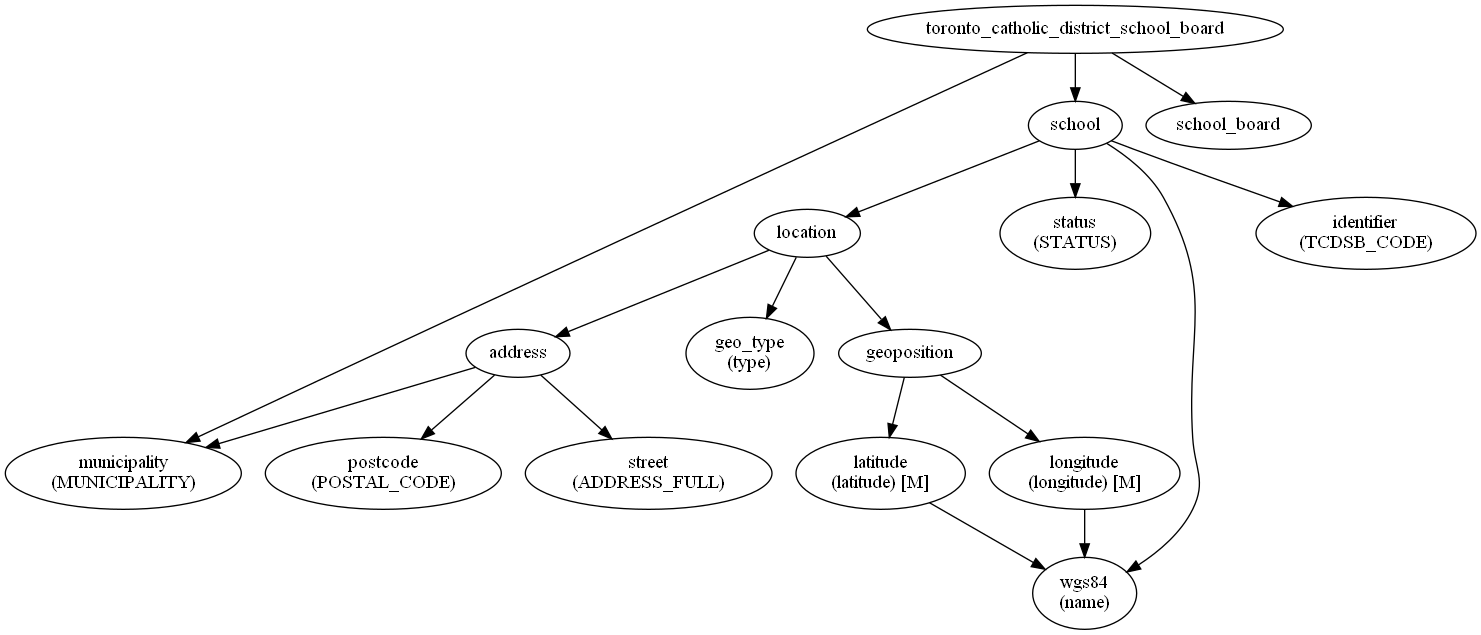 toronto_catholic_district_school_board
school
school_board
location
status
(STATUS)
identifier
(TCDSB_CODE)
address
geo_type
(type)
geoposition
municipality
(MUNICIPALITY)
postcode
(POSTAL_CODE)
street
(ADDRESS_FULL)
latitude
(latitude) [M]
longitude
(longitude) [M]
wgs84
(name)